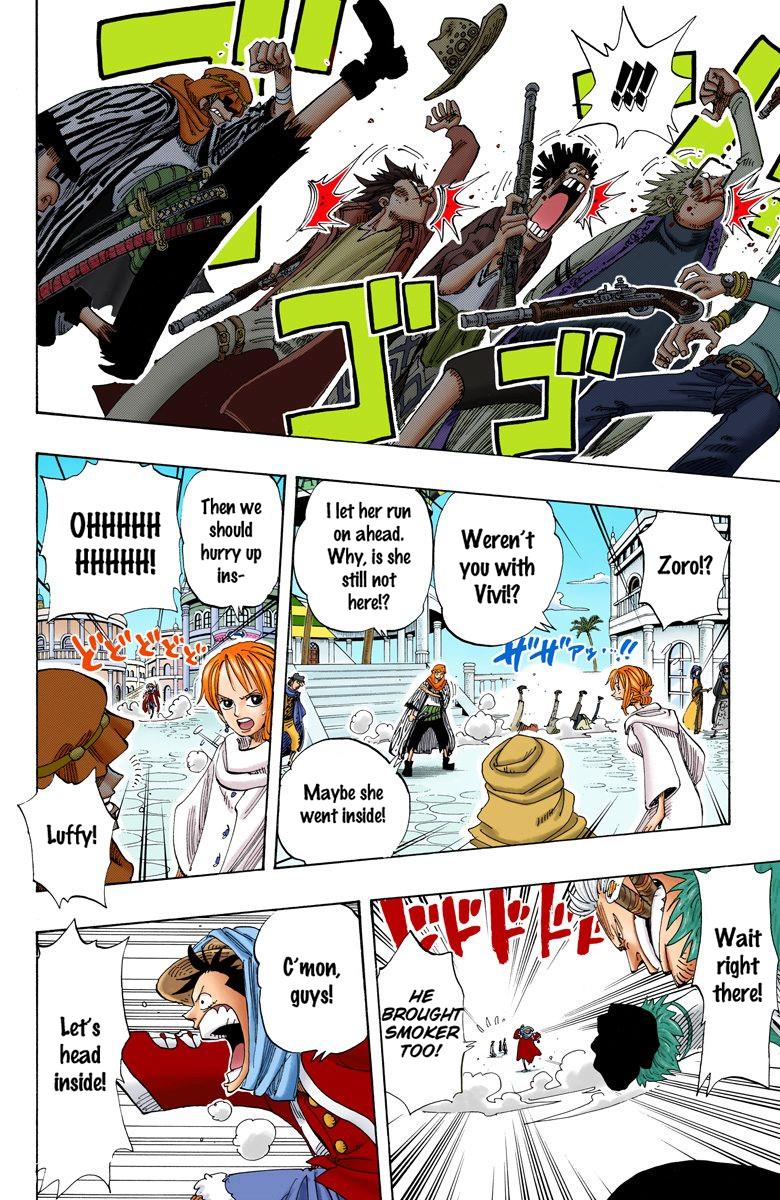 ゴ
!!!
ゴ
ゴ
Zoro!?
Weren't
you with
Vivi!?
I let her run
on ahead.
Why, is she
still not
here!?
ザザアッ…!!
Maybe she
went inside!
Then we
should
hurry up
ins-
OHHHHH
HHHHH!
どどどどど
Luffy!
Wait
right
there!
ドドドド
HE
BROUGHT
SMOKER
TOO!
C'mon,
guys!
Let's
head
inside!